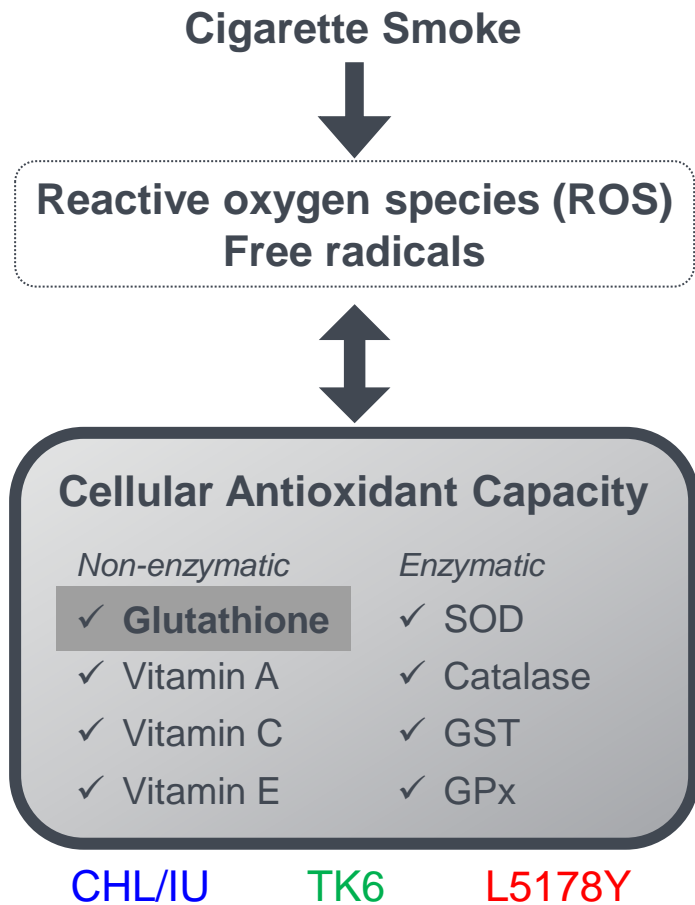 Cigarette Smoke
Reactive oxygen species (ROS)
Free radicals
Cellular Antioxidant Capacity
Non-enzymatic Enzymatic
✓ Glutathione ✓ SOD
✓ Vitamin A ✓ Catalase
✓ Vitamin C ✓ GST
✓ Vitamin E ✓ GPx
CHL/IU TK6 L5178Y